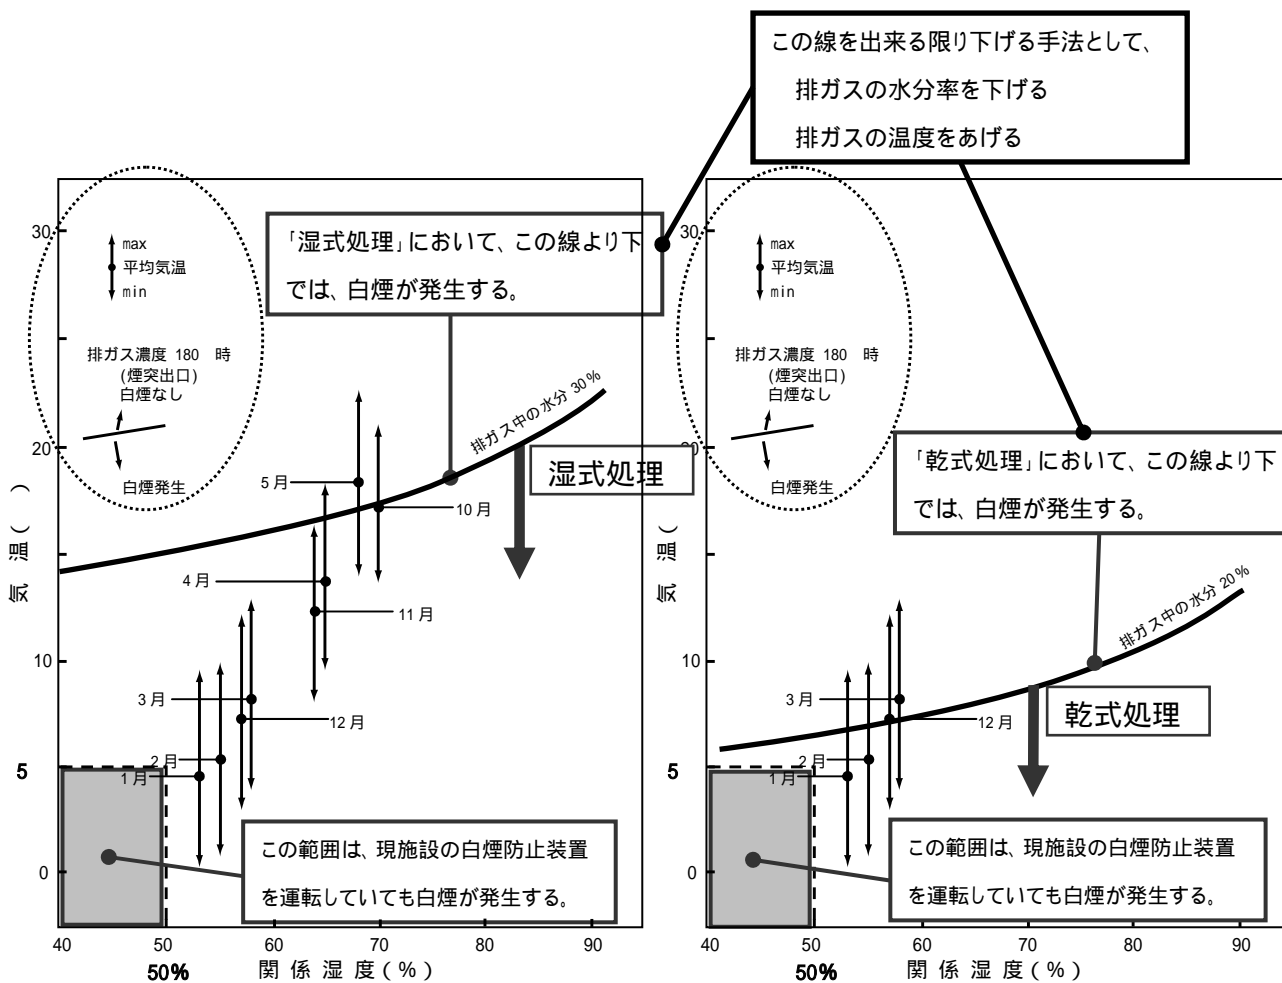 この線を出来る限り下げる手法として、
排ガスの水分率を下げる
排ガスの温度をあげる
30
20
10
5
0
気 温( )
max
平均気温
min
排ガス濃度 180 時
(煙突出口)
白煙なし
白煙発生
「湿式処理」において、この線より下
では、白煙が発生する。
排ガス中の水分 30%
湿式処理
5月
10月
4月
11月
3月
12月
2月
1月
この範囲は、現施設の白煙防止装置
を運転していても白煙が発生する。
40
50
60
70
80
90
50%
関 係 湿 度 (%)
30
20
10
5
0
気 温(
max
平均気温
min
排ガス濃度 180 時
(煙突出口)
白煙なし
白煙発生
「乾式処理」において、この線より下
では、白煙が発生する。
排ガス中の水分 20%
乾式処理
3月
12月
2月
1月
この範囲は、現施設の白煙防止装置
を運転していても白煙が発生する。
40
50
60
70
80
90
50%
関 係 湿 度 (%)